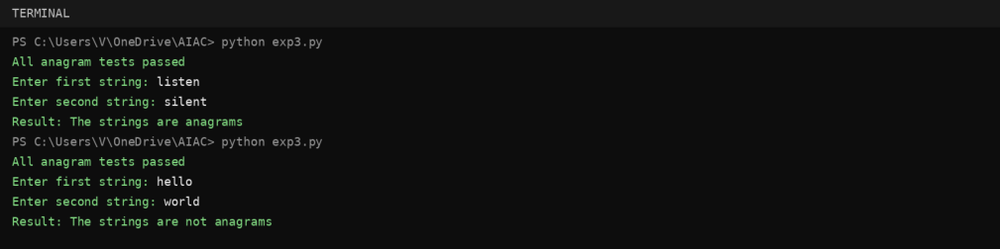 TERMINAL
PS C:\Users\V\OneDrive\AIAC> python exp3.py
All anagram tests passed
Enter first string: listen
Enter second string: silent
Result: The strings are anagrams
PS C:\Users\V\OneDrive\AIAC> python exp3.py
All anagram tests passed
Enter first string: hello
Enter second string: world
Result: The strings are not anagrams